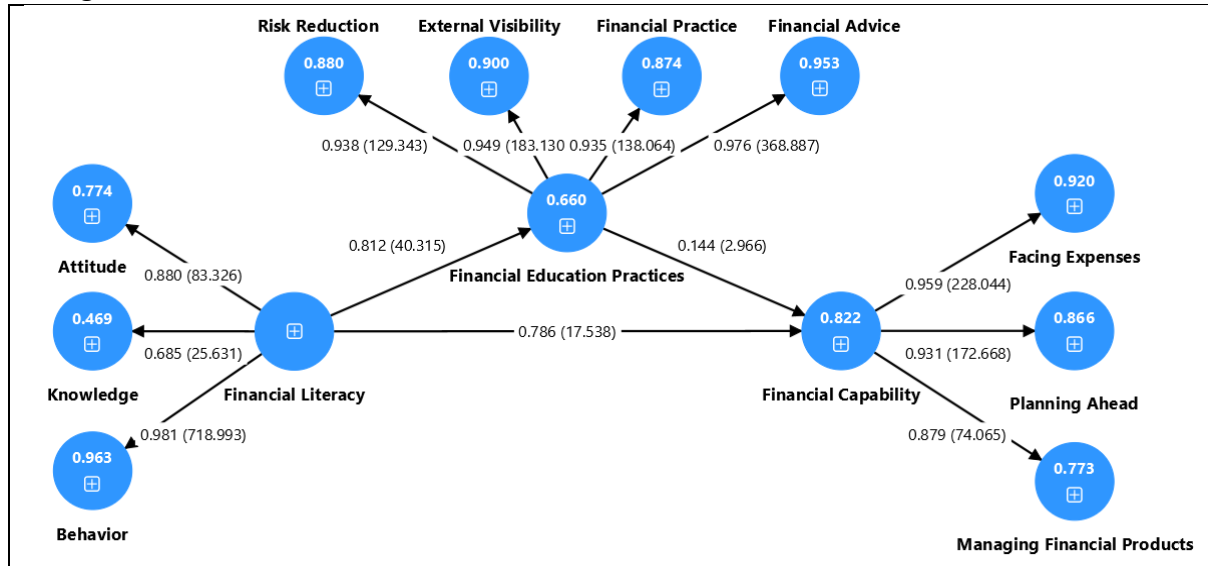 Risk Reduction
External Visibility
Financial Practice
Financial Advice
0.880
0.900
0.874
0.953
0.938 (129.343)
0.949 (183.130
0.935 (138.064)
0.976 (368.887)
0.774
Attitude
0.880 (83.326)
0.812 (40.315)
0.660
Financial Education Practices
0.144 (2.966)
0.920
Facing Expenses
0.959 (228.044)
0.469
Knowledge
0.685 (25.631)
Financial Literacy
0.786 (17.538)
0.822
Financial Capability
0.931 (172.668)
0.866
Planning Ahead
0.981 (718.993)
0.963
Behavior
0.879 (74.065)
0.773
Managing Financial Products